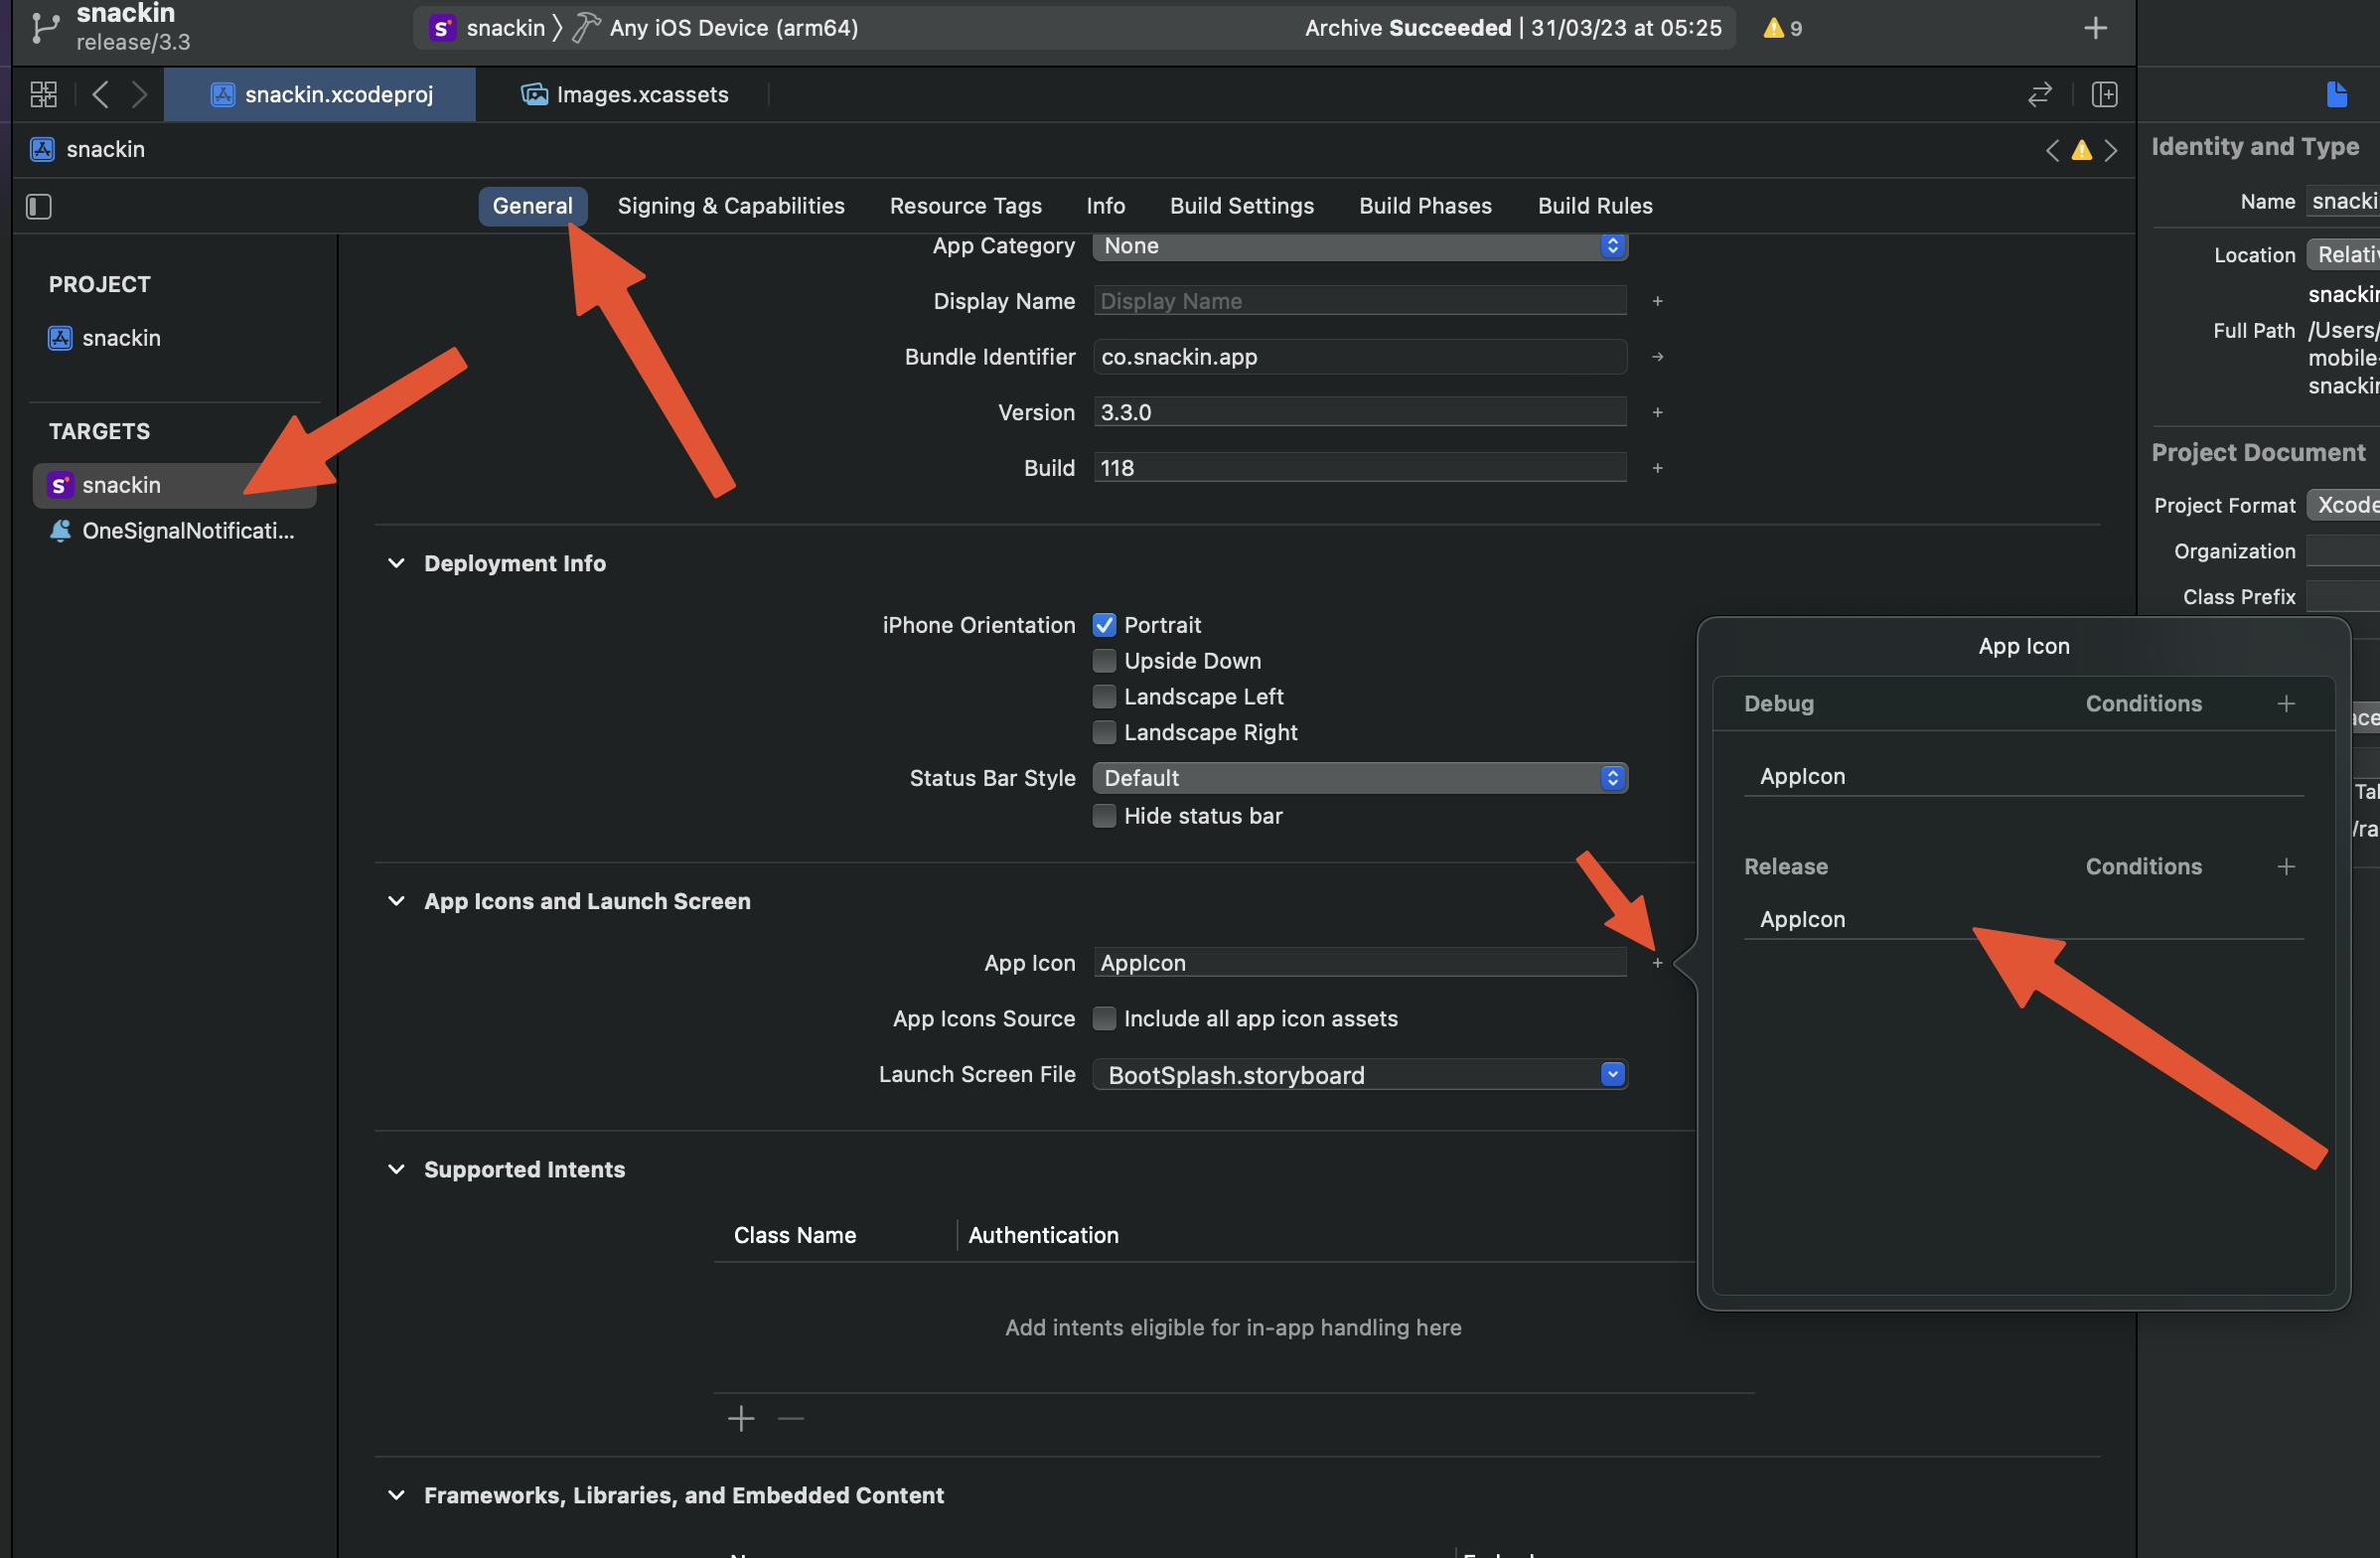 snackin
release/3.3
snackin
Any iOS Device (arm64)
Archive Succeeded | 31/03/23 at 05:25
9
snackin.xcodeproj
Images.xcassets
snackin
General
Signing & Capabilities
Resource Tags
Info
Build Settings
Build Phases
Build Rules
PROJECT
snackin
TARGETS
snackin
OneSignalNotificati...
App Category
None
Display Name
Display Name
Bundle Identifier
co.snackin.app
Version
3.3.0
Build
118
Deployment Info
iPhone Orientation
Portrait
Upside Down
Landscape Left
Landscape Right
Status Bar Style
Default
Hide status bar
App Icons and Launch Screen
App Icon
AppIcon
App Icons Source
Include all app icon assets
Launch Screen File
BootSplash.storyboard
Supported Intents
Class Name
Authentication
Add intents eligible for in-app handling here
Frameworks, Libraries, and Embedded Content
App Icon
Debug
Conditions
AppIcon
Release
Conditions
AppIcon
Identity and Type
Name
snacki
Location
Relativ
snackin
Full Path
/Users/
mobile-
snackin
Project Document
Project Format
Xcode
Organization
Class Prefix